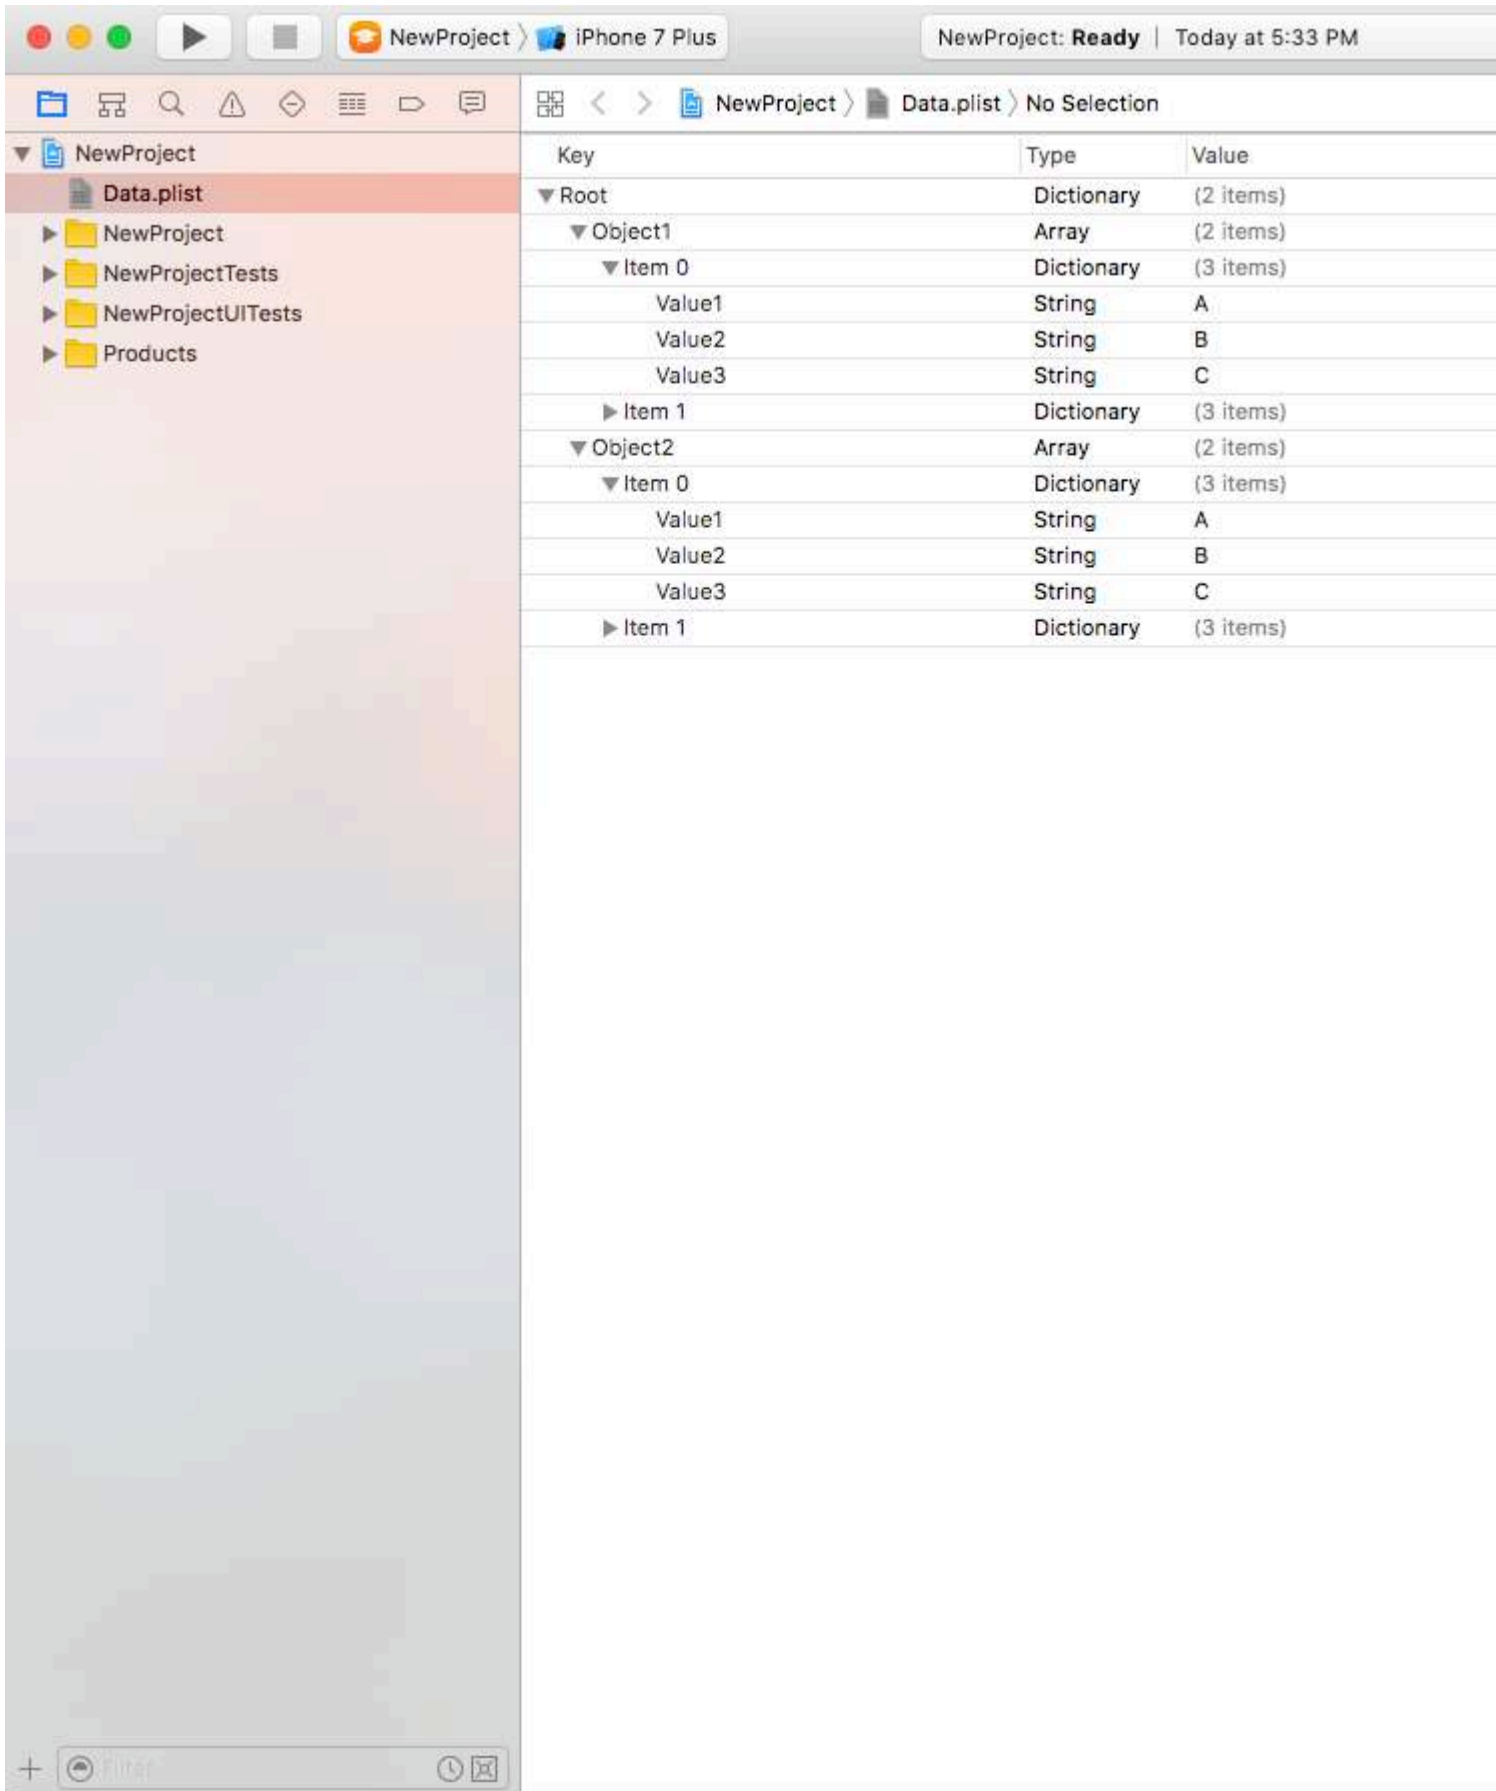 NewProject iPhone 7 Plus NewProject: Ready | Today at 5:33 PM
NewProject Data.plist No Selection
NewProject
Data.plist
NewProject
NewProjectTests
NewProjectUITests
Products
Key Type Value
Root Dictionary (2 items)
Object1 Array (2 items)
Item 0 Dictionary (3 items)
Value1 String A
Value2 String B
Value3 String C
Item 1 Dictionary (3 items)
Object2 Array (2 items)
Item 0 Dictionary (3 items)
Value1 String A
Value2 String B
Value3 String C
Item 1 Dictionary (3 items)
Filter